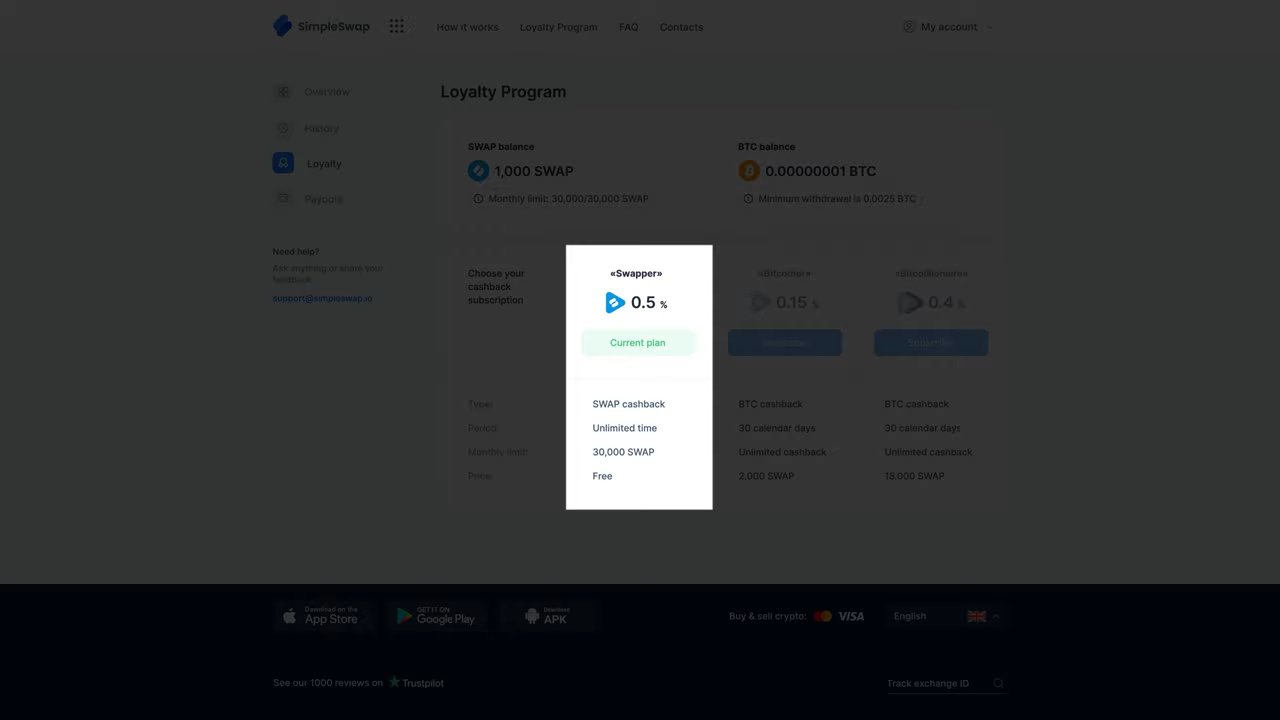 SimpleSwap
How it works
Loyalty Program
FAQ
Contacts
My account
Overview
History
Loyalty
Payouts
Need help?
Ask anything or share your
feedback
support@simpleswap.io
Loyalty Program
SWAP balance
1,000 SWAP
Monthly limit: 30,000/30,000 SWAP
BTC balance
0.00000001 BTC
Minimum withdrawal is 0.0025 BTC
Choose your
cashback
subscription
«Swapper»
0.5 %
Current plan
0.15 %
0.4 %
Type:
SWAP cashback
BTC cashback
BTC cashback
Period:
Unlimited time
30 calendar days
30 calendar days
Monthly limit:
30,000 SWAP
Unlimited cashback
Unlimited cashback
Price:
Free
2,000 SWAP
15,000 SWAP
Download on the
App Store
GET IT ON
Google Play
Download
APK
Buy & sell crypto:
VISA
English
See our 1000 reviews on
Trustpilot
Track exchange ID